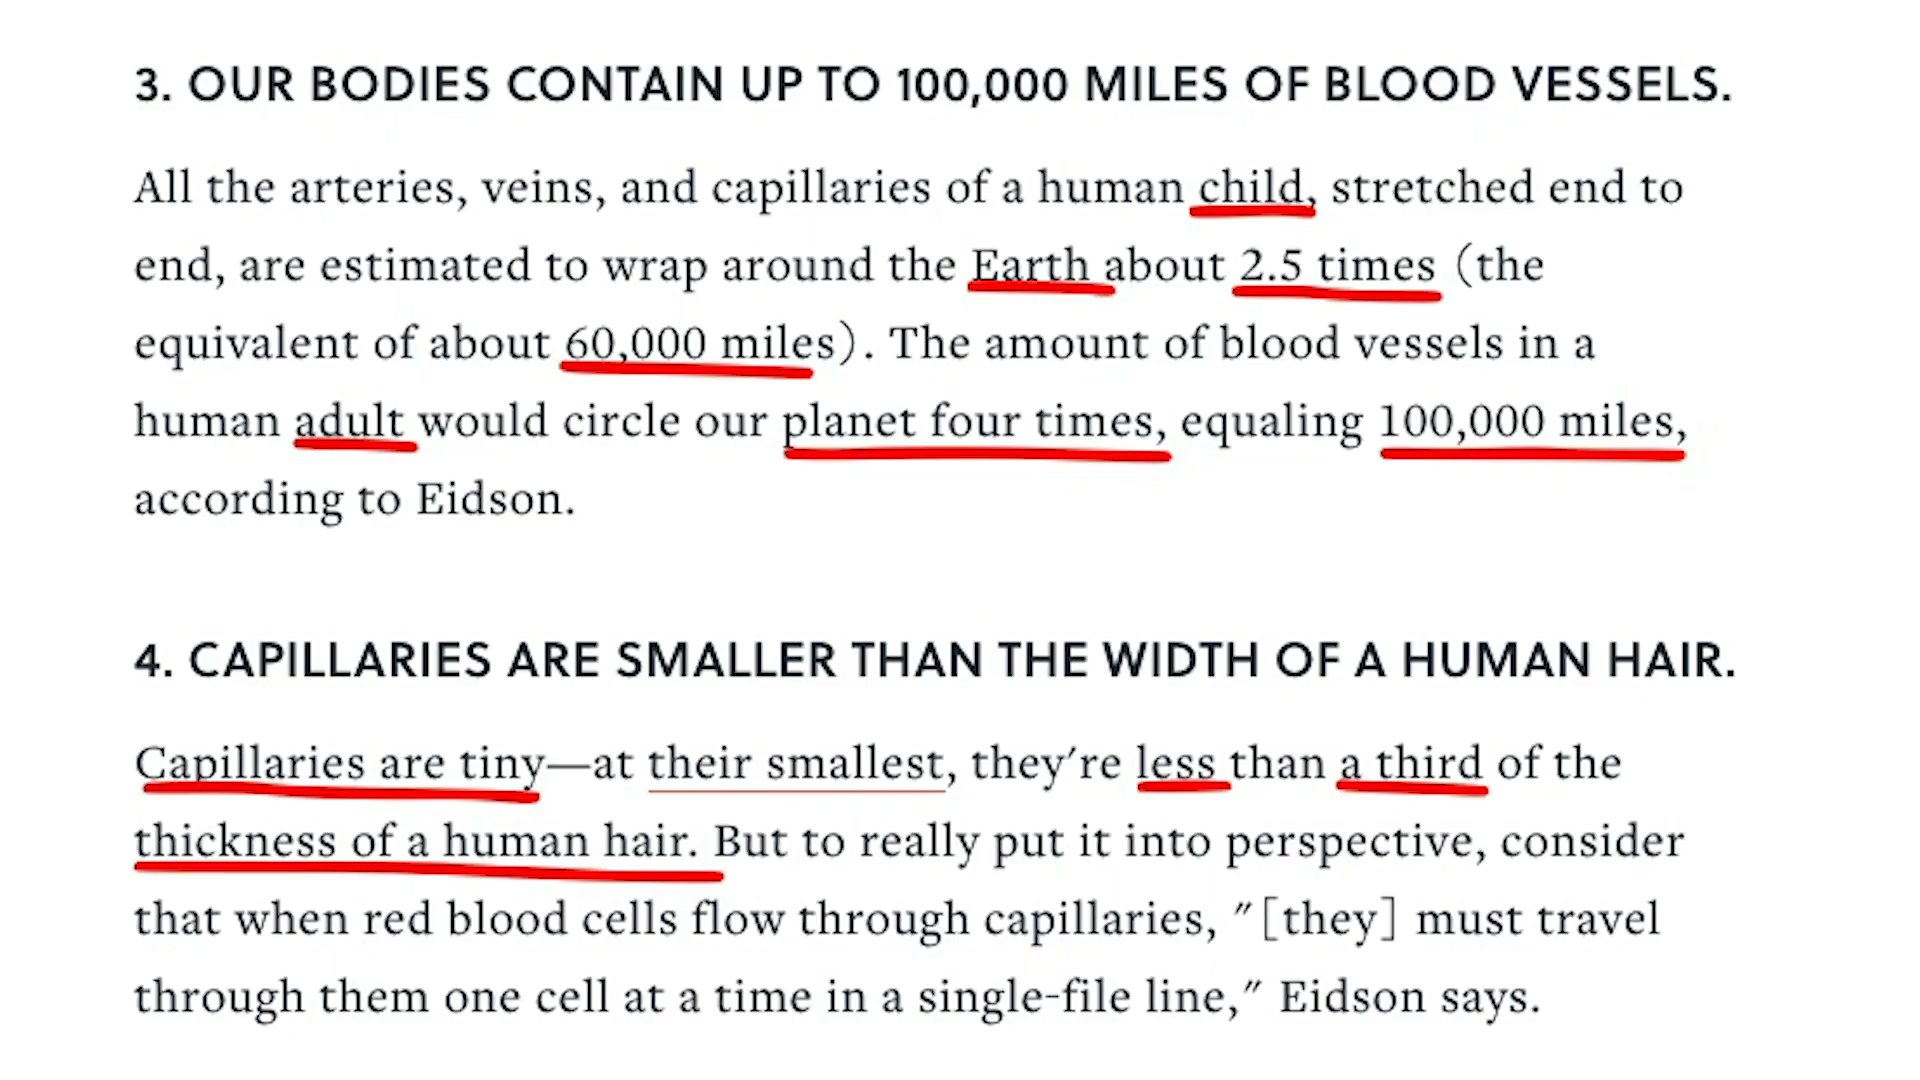 3. OUR BODIES CONTAIN UP TO 100,000 MILES OF BLOOD VESSELS.
All the arteries, veins, and capillaries of a human child, stretched end to
end, are estimated to wrap around the Earth about 2.5 times (the
equivalent of about 60,000 miles). The amount of blood vessels in a
human adult would circle our planet four times, equaling 100,000 miles,
according to Eidson.
4. CAPILLARIES ARE SMALLER THAN THE WIDTH OF A HUMAN HAIR.
Capillaries are tiny—at their smallest, they′re less than a third of the
thickness of a human hair. But to really put it into perspective, consider
that when red blood cells flow through capillaries, ″[they] must travel
through them one cell at a time in a single-file line,″ Eidson says.